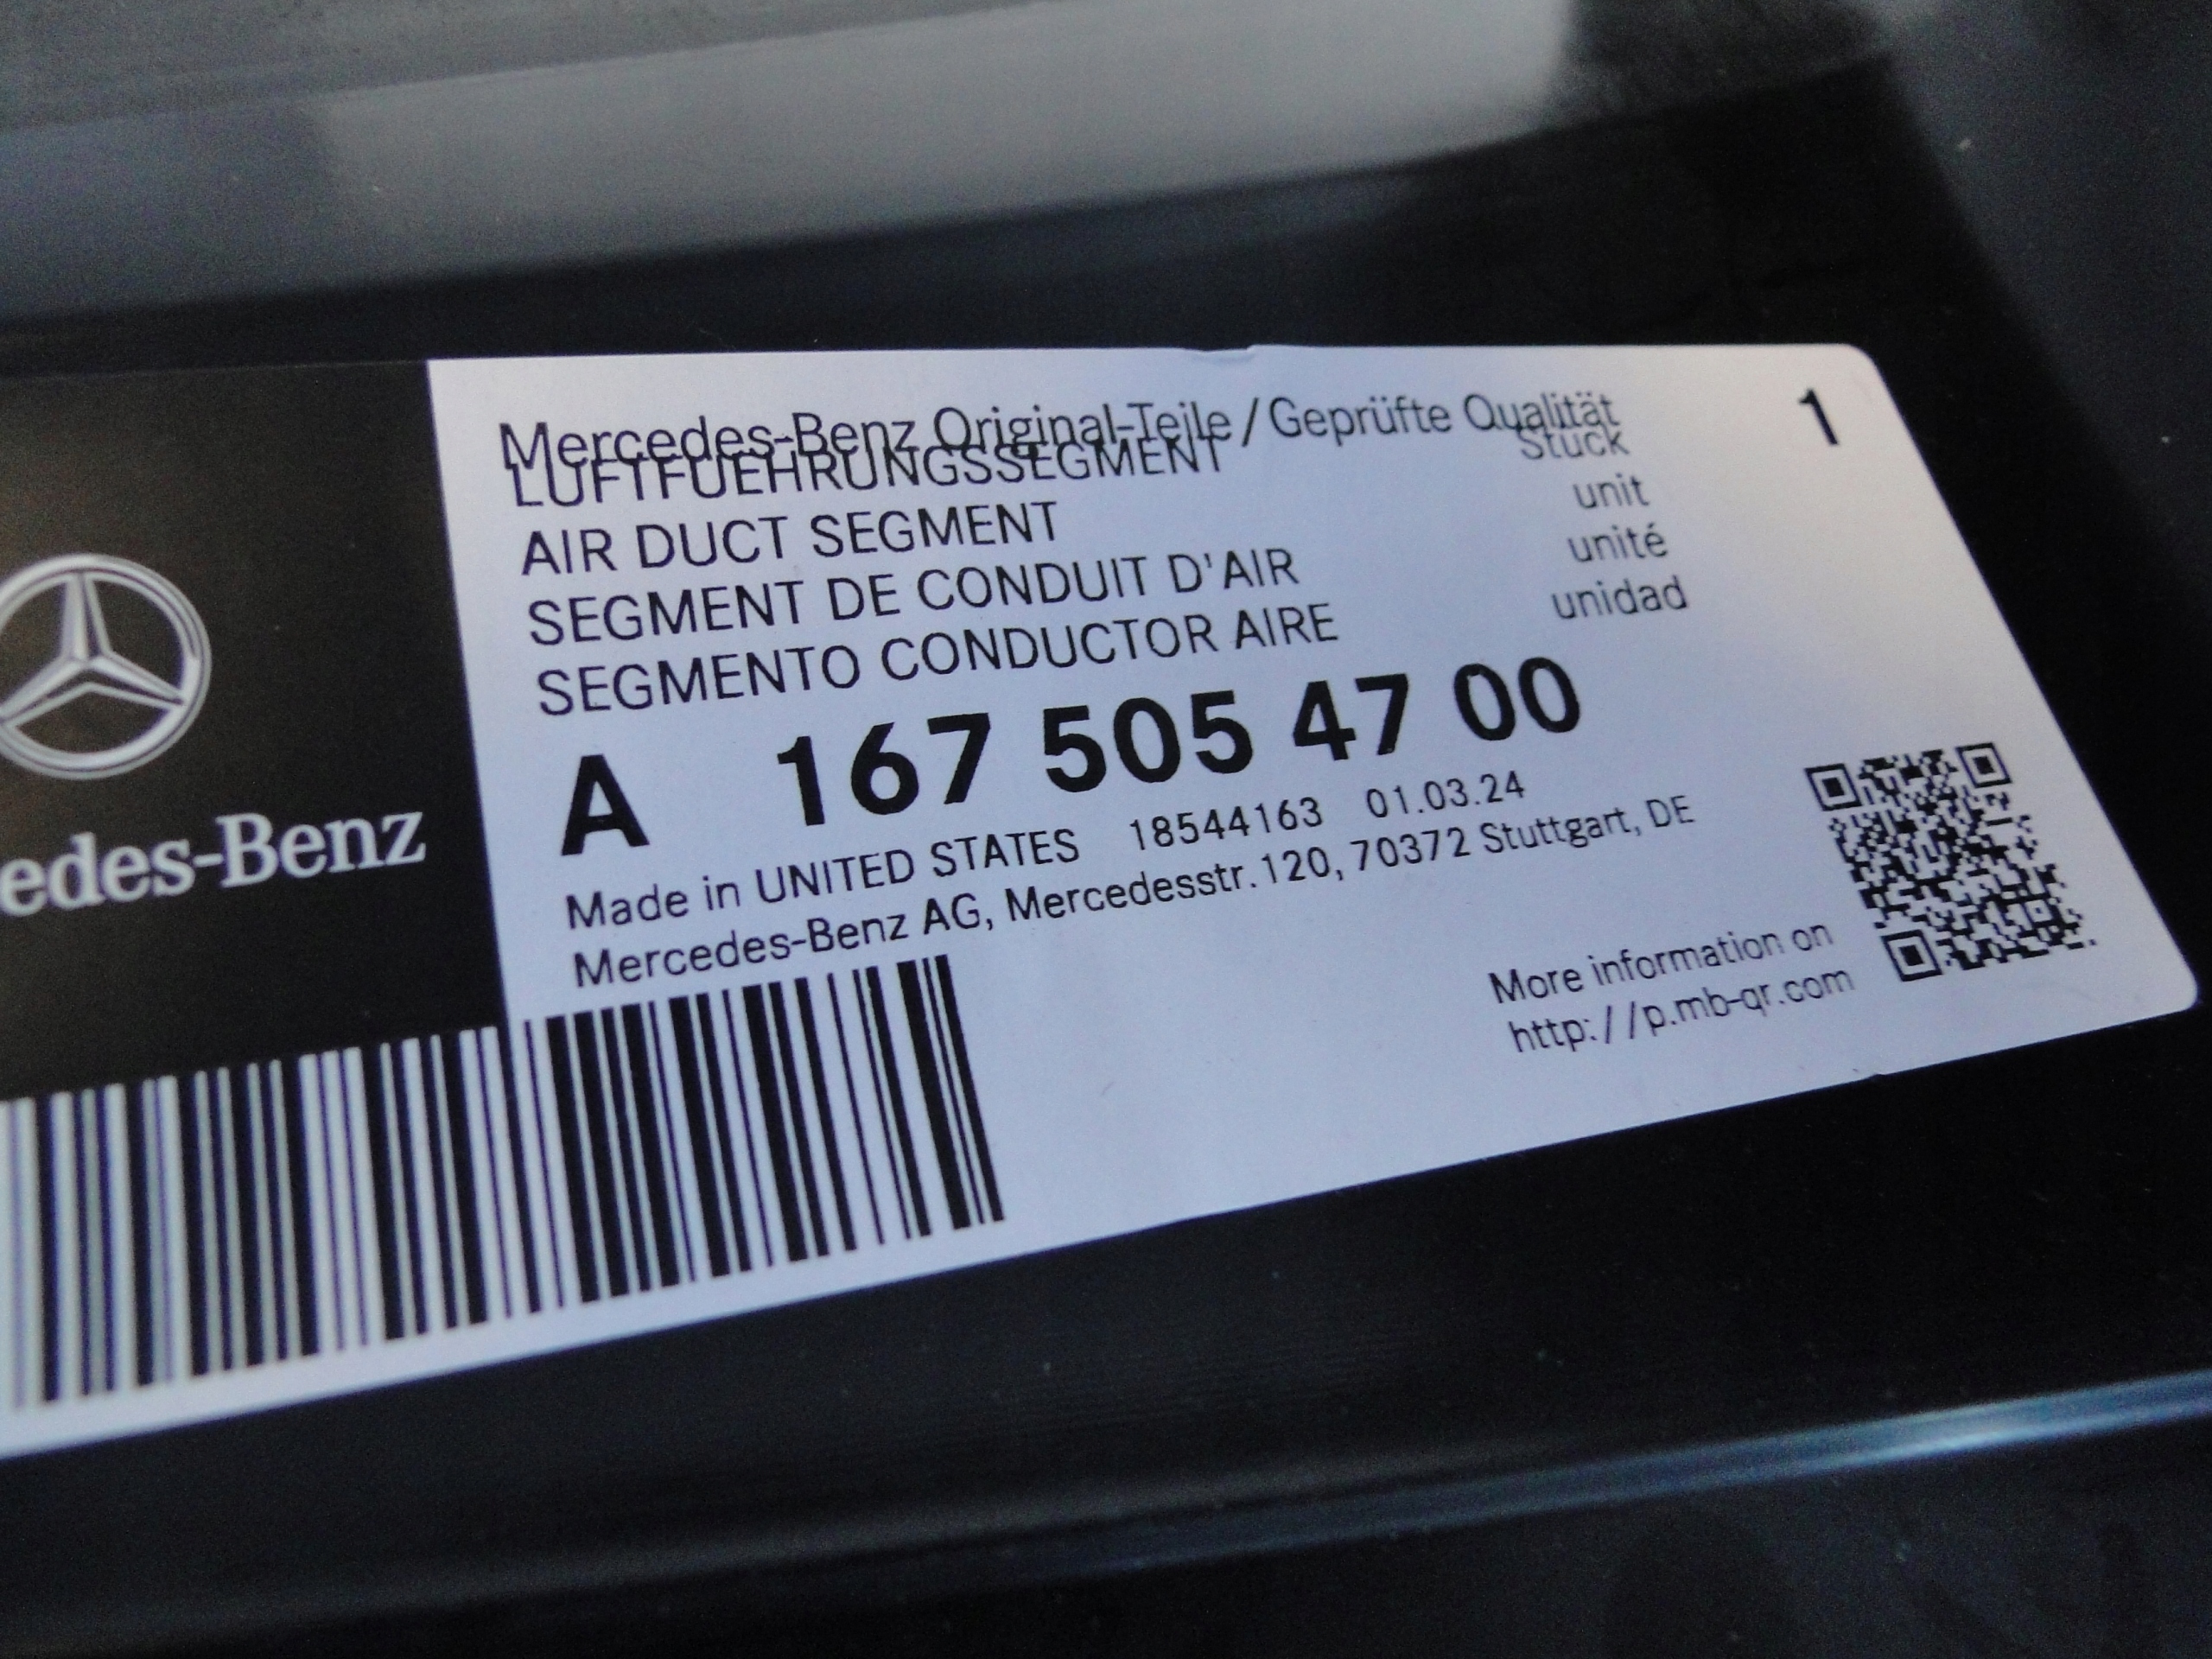 Mercedes-Benz Original-Teile / Geprüfte Qualität
LUFTFUEHRUNGSSEGMENT Stück 1
AIR DUCT SEGMENT unit
SEGMENT DE CONDUIT D'AIR unité
SEGMENTO CONDUCTOR AIRE unidad
A 167 505 47 00
Made in UNITED STATES 18544163 01.03.24
Mercedes-Benz AG, Mercedesstr. 120, 70372 Stuttgart, DE
edes-Benz
More information on
http://p.mb-qr.com